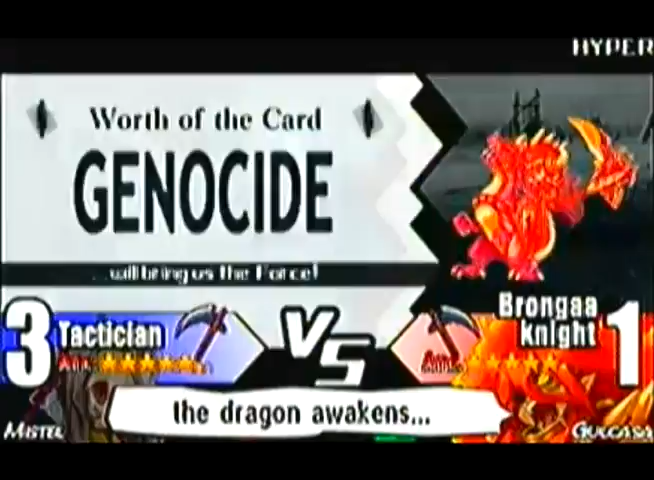 HYPER
Worth of the Card
GENOCIDE
...will bring us the Force!
3
Tactician
VS
Brongaa
knight
1
the dragon awakens...
MISTEL
GULCASA